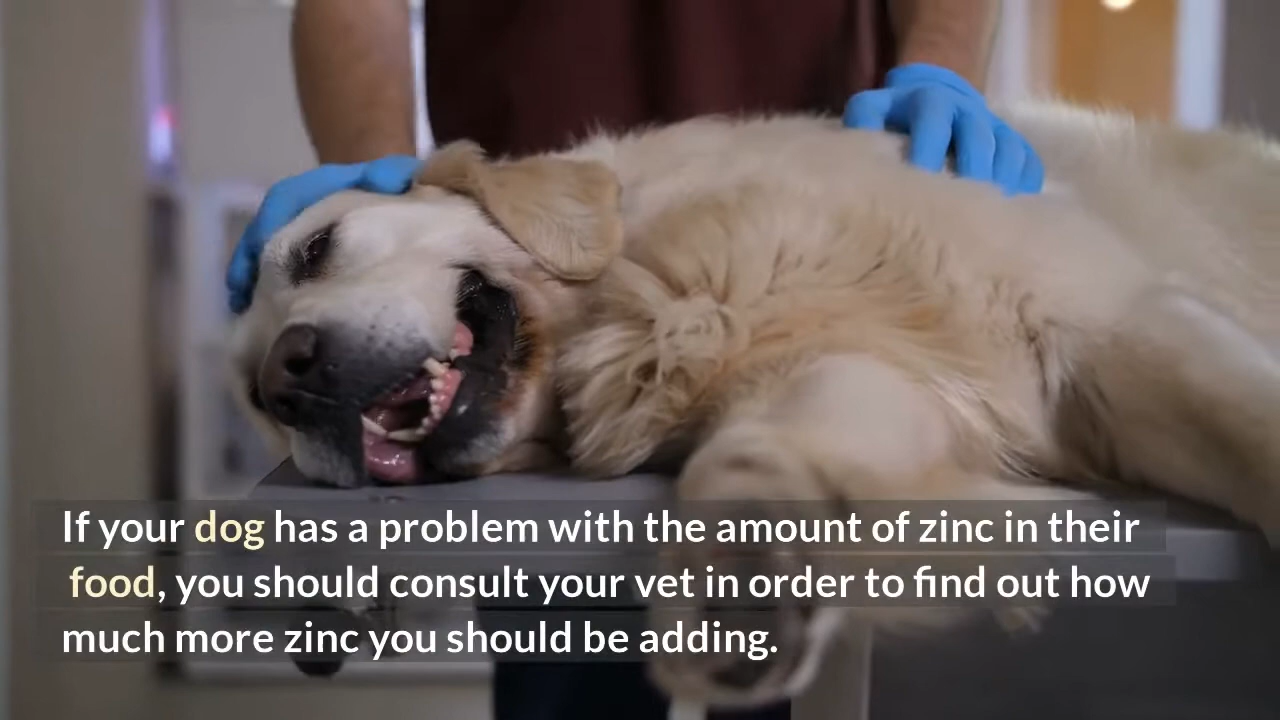 If your dog has a problem with the amount of zinc in their
food, you should consult your vet in order to find out how
much more zinc you should be adding.